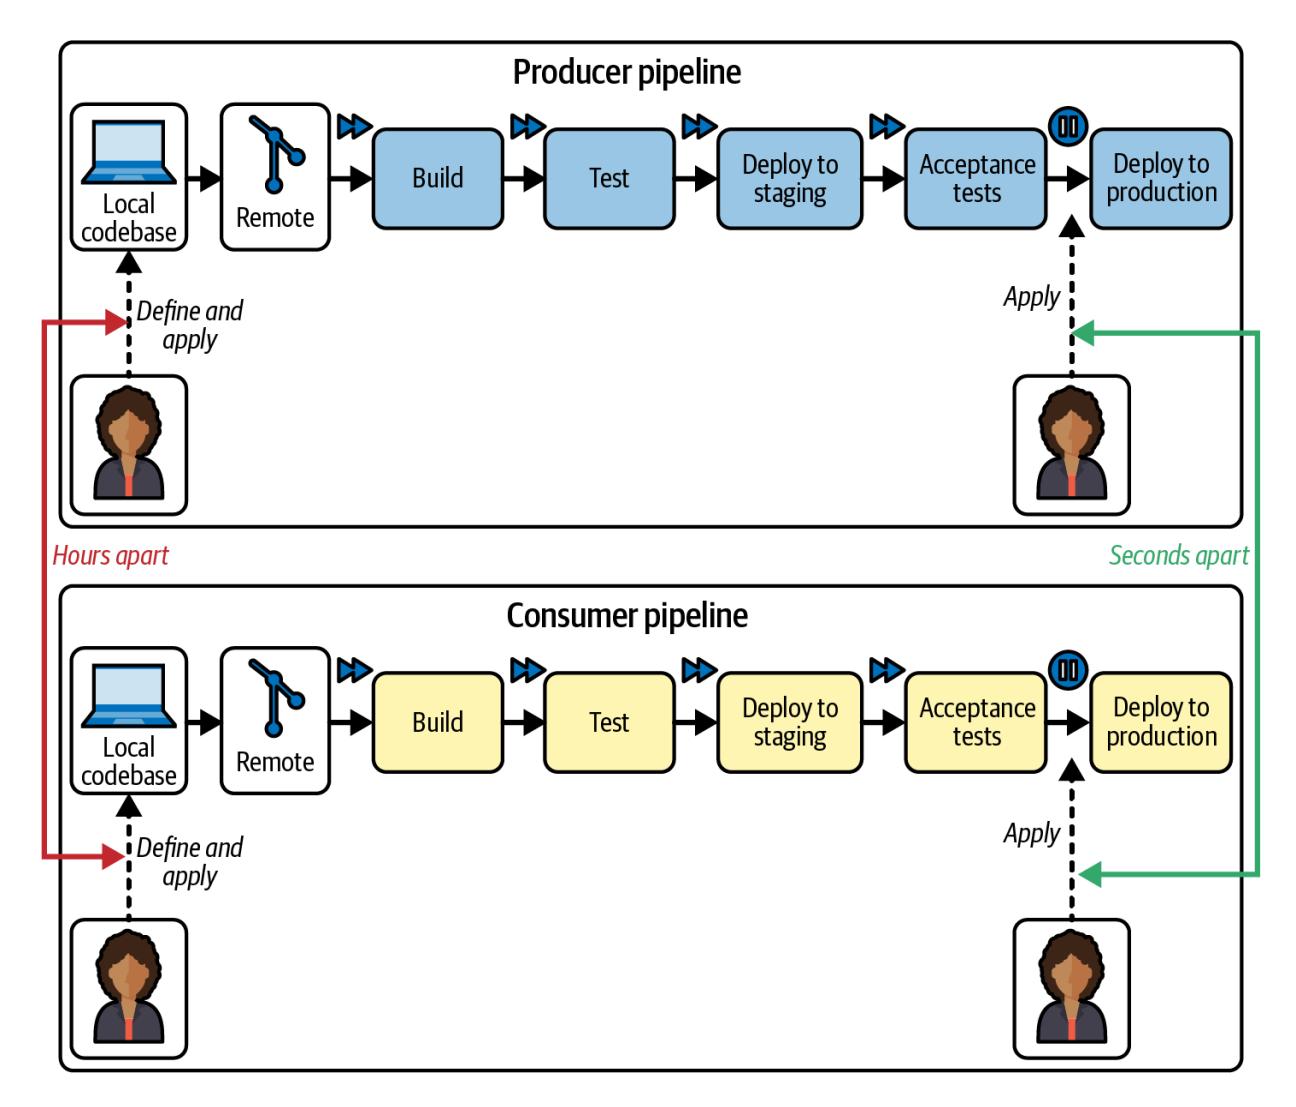 Producer pipeline
Local
codebase
Remote
Build
Test
Deploy to
staging
Acceptance
tests
Deploy to
production
Define and
apply
Apply
Hours apart
Seconds apart
Consumer pipeline
Local
codebase
Remote
Build
Test
Deploy to
staging
Acceptance
tests
Deploy to
production
Define and
apply
Apply